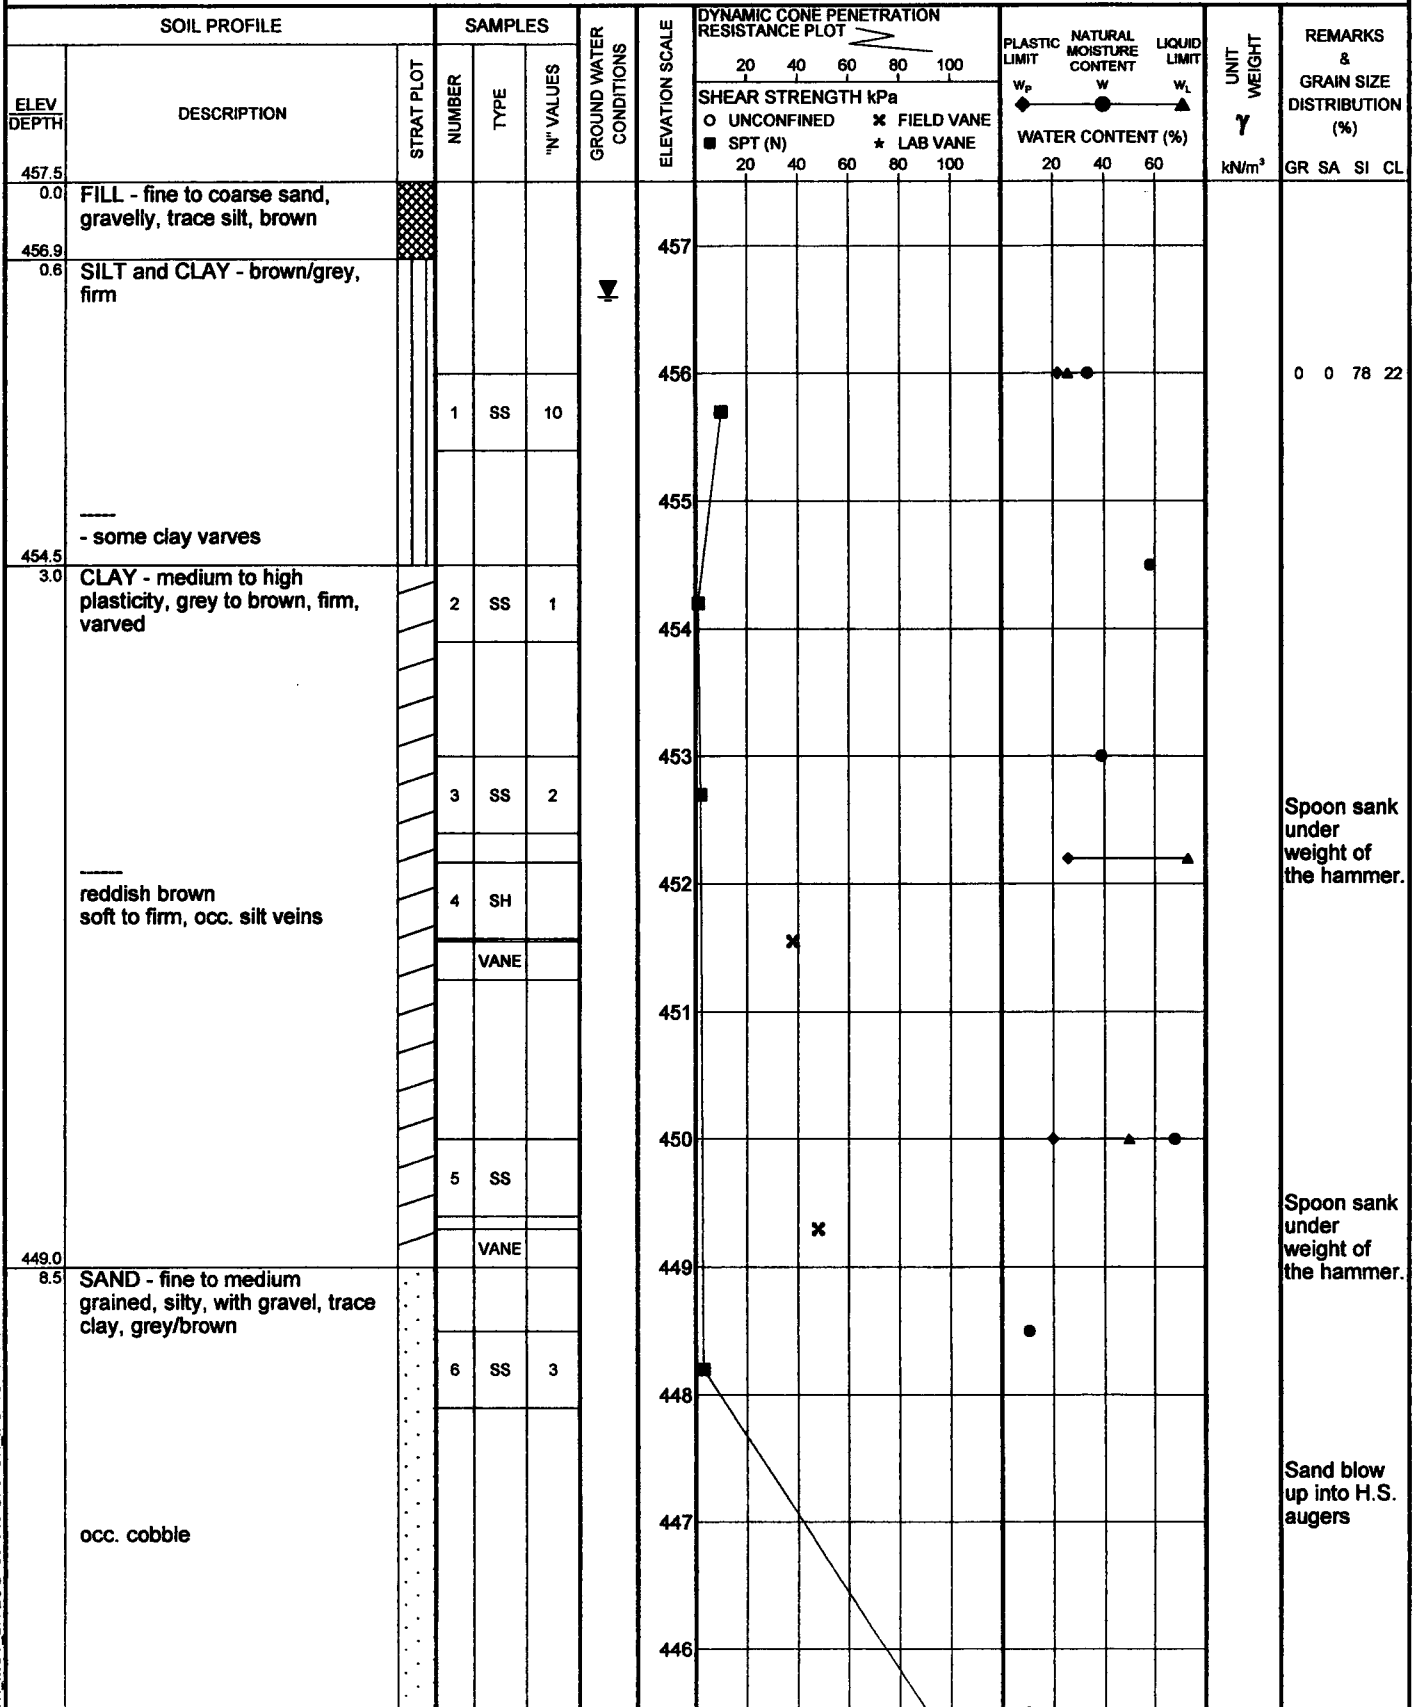 SOIL PROFILE
SAMPLES
GROUND WATER
CONDITIONS
ELEVATION SCALE
DYNAMIC CONE PENETRATION
RESISTANCE PLOT
20 40 60 80 100
SHEAR STRENGTH kPa
UNCONFINED
FIELD VANE
SPT (N)
LAB VANE
20 40 60 80 100
PLASTIC
LIMIT
NATURAL
MOISTURE
CONTENT
LIQUID
LIMIT
WP
W
WL
WATER CONTENT (%)
20 40 60
UNIT
WEIGHT
γ
kN/m³
REMARKS
&
GRAIN SIZE
DISTRIBUTION
(%)
GR SA SI CL
ELEV
DEPTH
DESCRIPTION
STRAT PLOT
NUMBER
TYPE
"N" VALUES
457.5
0.0
FILL - fine to coarse sand,
gravelly, trace silt, brown
457
456.9
0.6
SILT and CLAY - brown/grey,
firm
456
0 0 78 22
1 SS 10
455
- some clay varves
454.5
3.0
CLAY - medium to high
plasticity, grey to brown, firm,
varved
2 SS 1
454
453
3 SS 2
Spoon sank
under
weight of
the hammer.
452
reddish brown
soft to firm, occ. silt veins
4 SH
VANE
451
450
5 SS
Spoon sank
under
weight of
the hammer.
VANE
449.0
8.5
449
SAND - fine to medium
grained, silty, with gravel, trace
clay, grey/brown
6 SS 3
448
Sand blow
up into H.S.
augers
447
occ. cobble
446